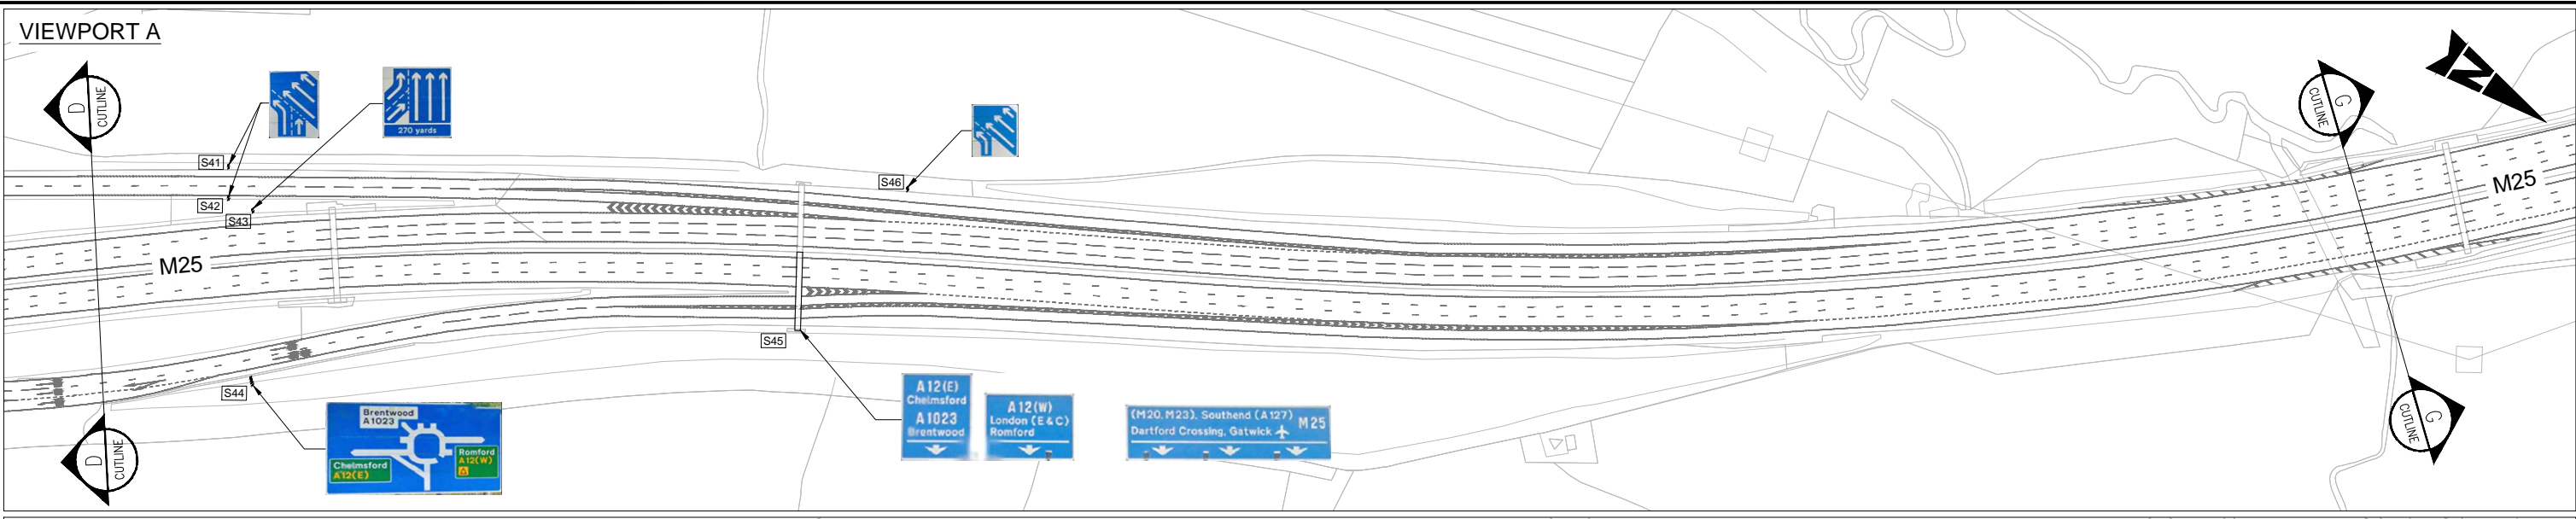 VIEWPORT A
D
CUTLINE
270 yards
G
CUTLINE
N
S41
S46
S42
S43
M25
M25
S45
S44
Brentwood
A1023
Chelmsford
A12(E)
Romford
A12(W)
A12(E)
Chelmsford
A1023
Brentwood
A12(W)
London (E&C)
Romford
(M20, M23), Southend (A127)
Dartford Crossing, Gatwick
M25
D
CUTLINE
G
CUTLINE